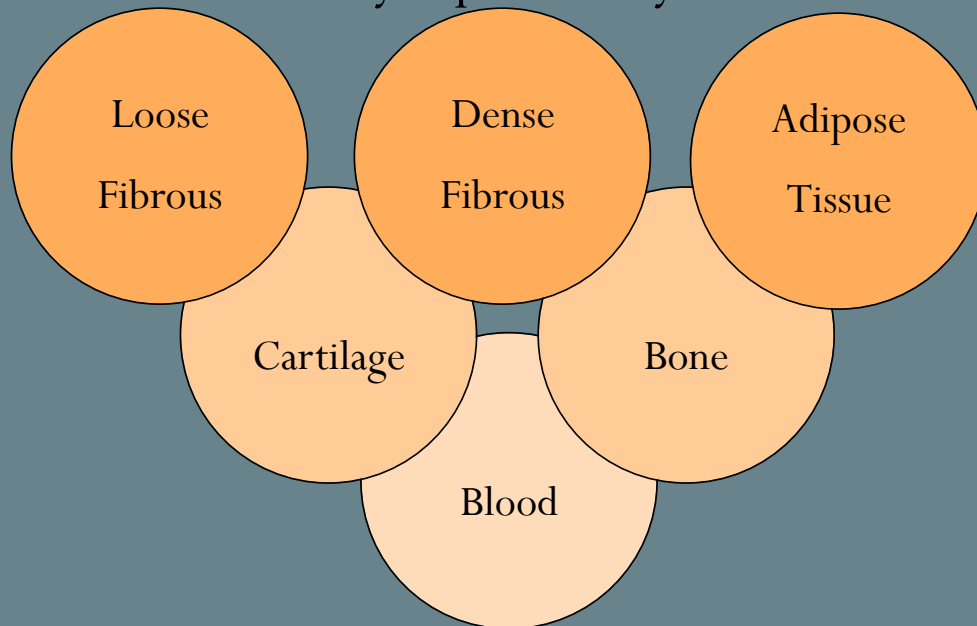 Loose
Fibrous
Dense
Fibrous
Adipose
Tissue
Cartilage
Bone
Blood